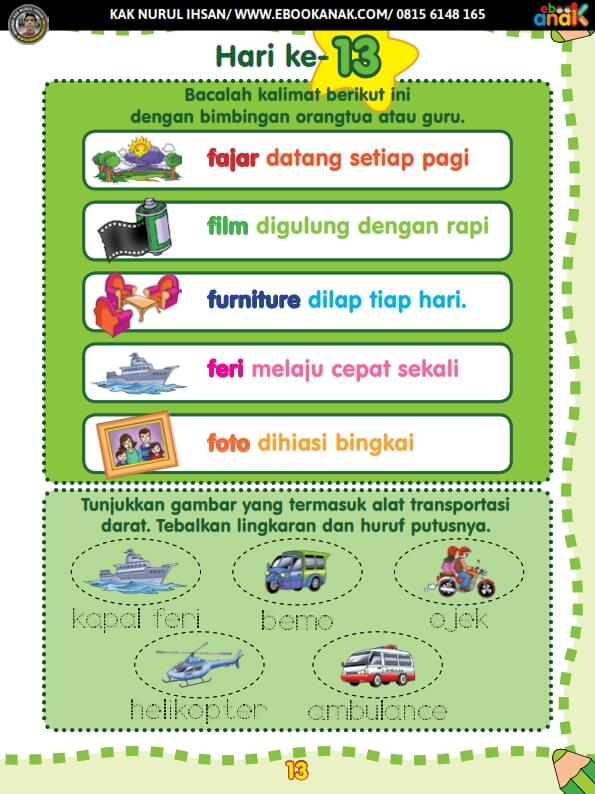 KAK NURUL IHSAN/ WWW.EBOOKANAK.COM/ 0815 6148 165
ebo
anak
Hari ke-13
Bacalah kalimat berikut ini
dengan bimbingan orangtua atau guru.
fajar datang setiap pagi
film digulung dengan rapi
furniture dilap tiap hari.
feri melaju cepat sekali
foto dihiasi bingkai
Tunjukkan gambar yang termasuk alat transportasi
darat. Tebalkan lingkaran dan huruf putusnya.
kapal feri bemo ojek
AMBULANCE
helikopter ambulance
13